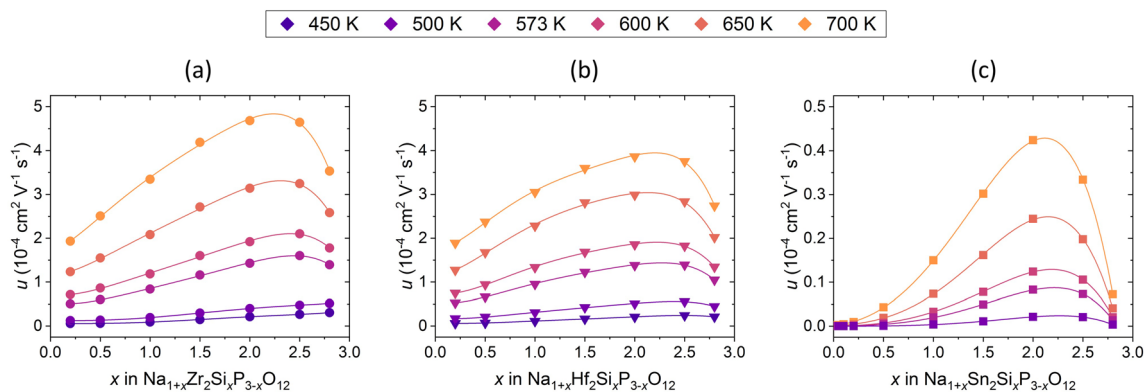 450 K 500 K 573 K 600 K 650 K 700 K
(a)
u (10⁻⁴ cm² V⁻¹ s⁻¹)
5
4
3
2
1
0
0.0 0.5 1.0 1.5 2.0 2.5 3.0
x in Na₁₊ₓZr₂SiₓP₃₋ₓO₁₂
(b)
u (10⁻⁴ cm² V⁻¹ s⁻¹)
5
4
3
2
1
0
0.0 0.5 1.0 1.5 2.0 2.5 3.0
x in Na₁₊ₓHf₂SiₓP₃₋ₓO₁₂
(c)
u (10⁻⁴ cm² V⁻¹ s⁻¹)
0.5
0.4
0.3
0.2
0.1
0.0
0.0 0.5 1.0 1.5 2.0 2.5 3.0
x in Na₁₊ₓSn₂SiₓP₃₋ₓO₁₂